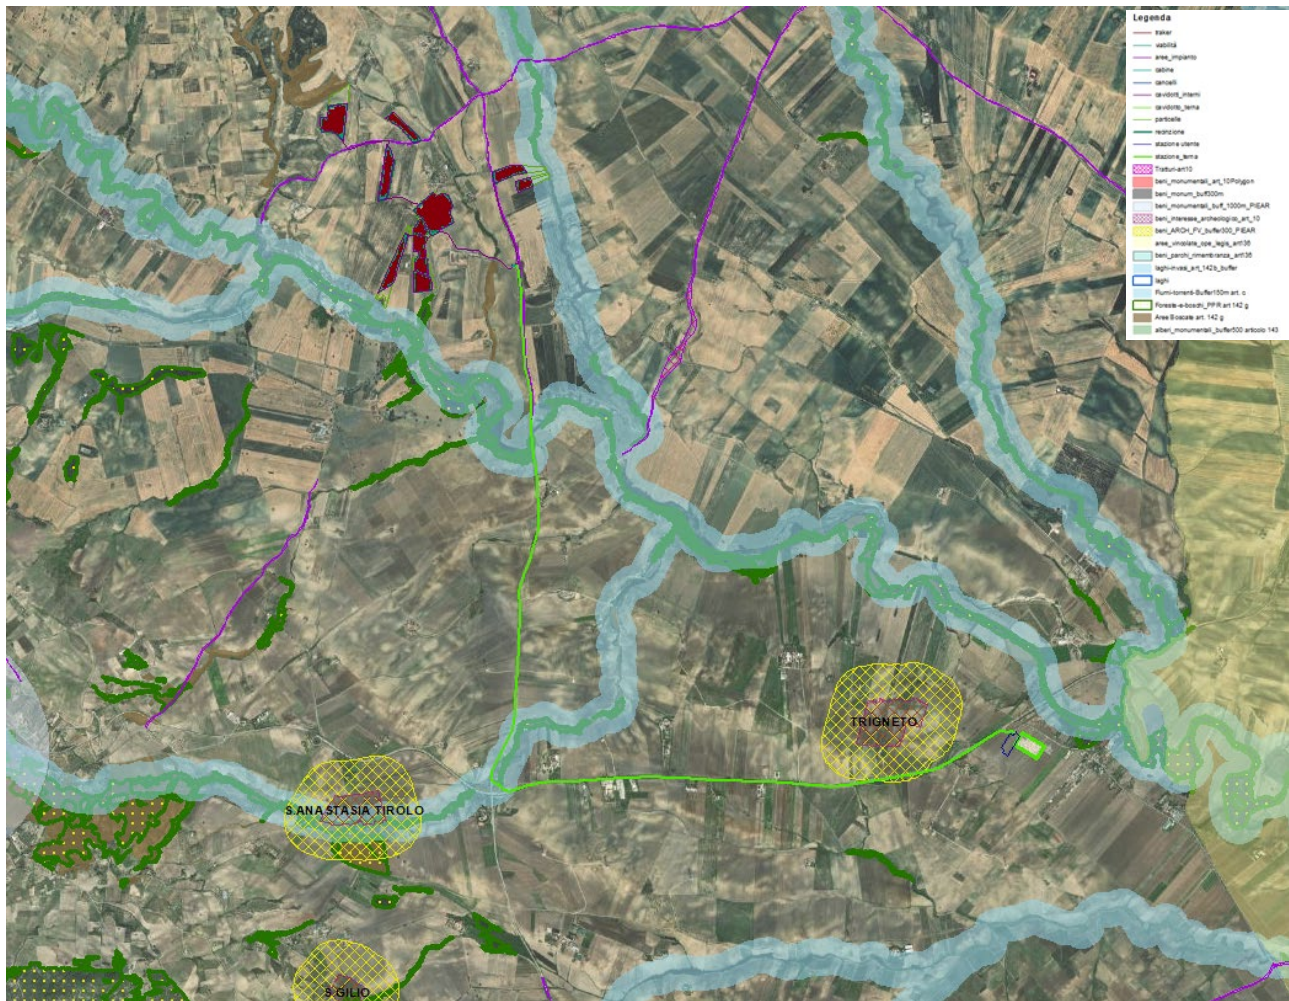 Legenda
traker
viabilità
aree_impianto
cabine
cancelli
cavidotti_interni
cavidotto_terna
particelle
recinzione
stazione utente
stazione_terna
Tratturi-art10
beni_monumentali_art_10Polygon
beni_monum_buff300m
beni_monumentali_buff_1000m_PIEAR
beni_interesse_archeologico_art_10
beni_ARCH_FV_buffer300_PIEAR
aree_vincolate_ope_legis_art136
beni_parchi_rimembranza_art136
laghi-invasi_art_142b_buffer
laghi
Fiumi-torrenti-Buffer150m art. c
Foreste-e-boschi_PPR art 142 g
Aree Boscate art. 142 g
alberi_monumentali_buffer500 articolo 143
TRIGNETO
S.ANASTASIA TIROLO
S.GILIO